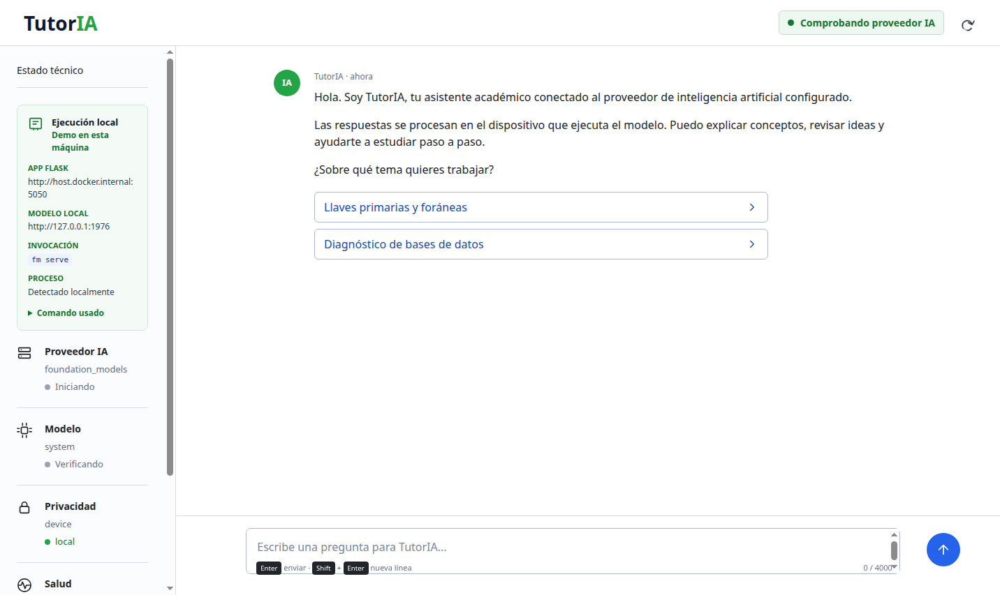 TutorIA
Comprobando proveedor IA
Estado técnico
Ejecución local
Demo en esta
máquina
APP FLASK
http://host.docker.internal:
5050
MODELO LOCAL
http://127.0.0.1:1976
INVOCACIÓN
fm serve
PROCESO
Detectado localmente
Comando usado
Proveedor IA
foundation_models
Iniciando
Modelo
system
Verificando
Privacidad
device
local
Salud
IA
TutorIA · ahora
Hola. Soy TutorIA, tu asistente académico conectado al proveedor de inteligencia artificial configurado.
Las respuestas se procesan en el dispositivo que ejecuta el modelo. Puedo explicar conceptos, revisar ideas y
ayudarte a estudiar paso a paso.
¿Sobre qué tema quieres trabajar?
Llaves primarias y foráneas
Diagnóstico de bases de datos
Escribe una pregunta para TutorIA...
Enter enviar · Shift + Enter nueva línea
0 / 4000